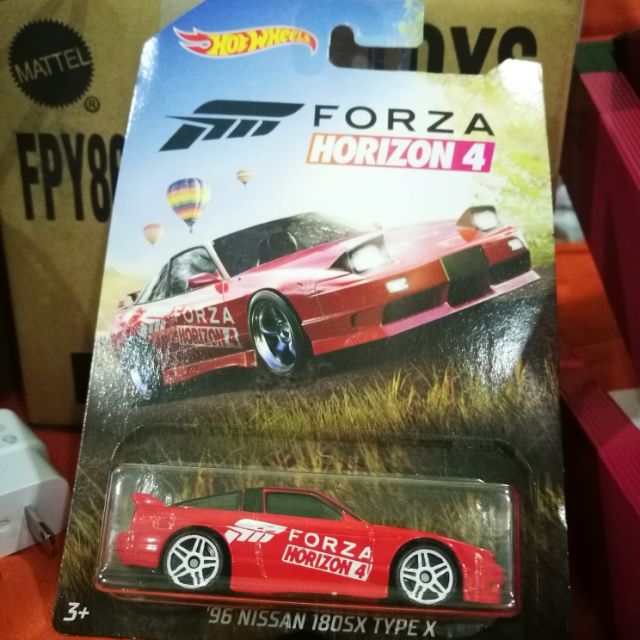 MATTEL
®
FPY8
HOT WHEELS
FORZA
HORIZON 4
FORZA
HORIZON 4
FORZA
HORIZON 4
3+
'96 NISSAN 180SX TYPE X